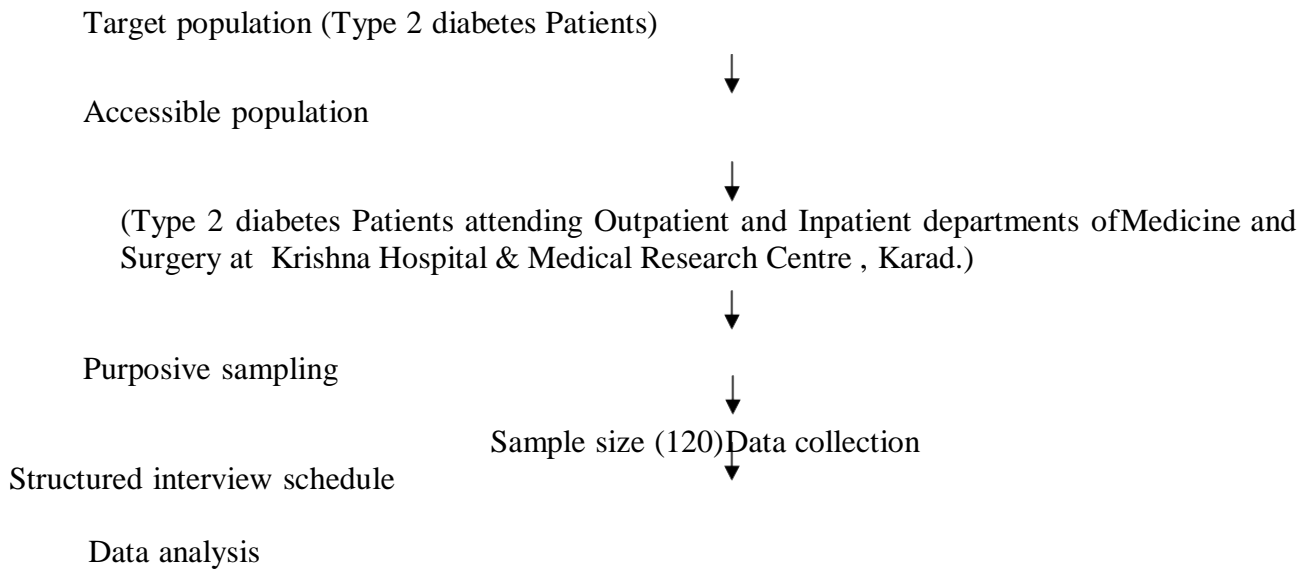 Target population (Type 2 diabetes Patients)
Accessible population
(Type 2 diabetes Patients attending Outpatient and Inpatient departments ofMedicine and
Surgery at Krishna Hospital & Medical Research Centre , Karad.)
Purposive sampling
Sample size (120)Data collection
Structured interview schedule
Data analysis